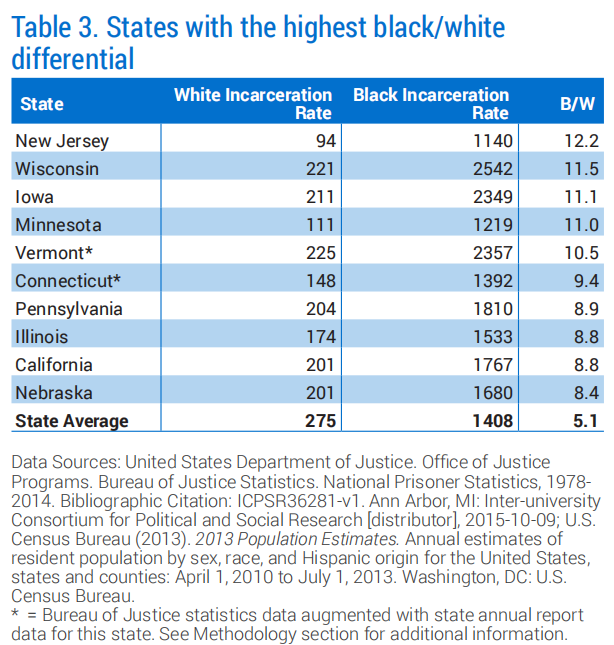 Table 3. States with the highest black/white
differential
State White Incarceration Rate Black Incarceration Rate B/W
New Jersey 94 1140 12.2
Wisconsin 221 2542 11.5
Iowa 211 2349 11.1
Minnesota 111 1219 11.0
Vermont* 225 2357 10.5
Connecticut* 148 1392 9.4
Pennsylvania 204 1810 8.9
Illinois 174 1533 8.8
California 201 1767 8.8
Nebraska 201 1680 8.4
State Average 275 1408 5.1
Data Sources: United States Department of Justice. Office of Justice
Programs. Bureau of Justice Statistics. National Prisoner Statistics, 1978-
2014. Bibliographic Citation: ICPSR36281-v1. Ann Arbor, MI: Inter-university
Consortium for Political and Social Research [distributor], 2015-10-09; U.S.
Census Bureau (2013). 2013 Population Estimates. Annual estimates of
resident population by sex, race, and Hispanic origin for the United States,
states and counties: April 1, 2010 to July 1, 2013. Washington, DC: U.S.
Census Bureau.
* = Bureau of Justice statistics data augmented with state annual report
data for this state. See Methodology section for additional information.